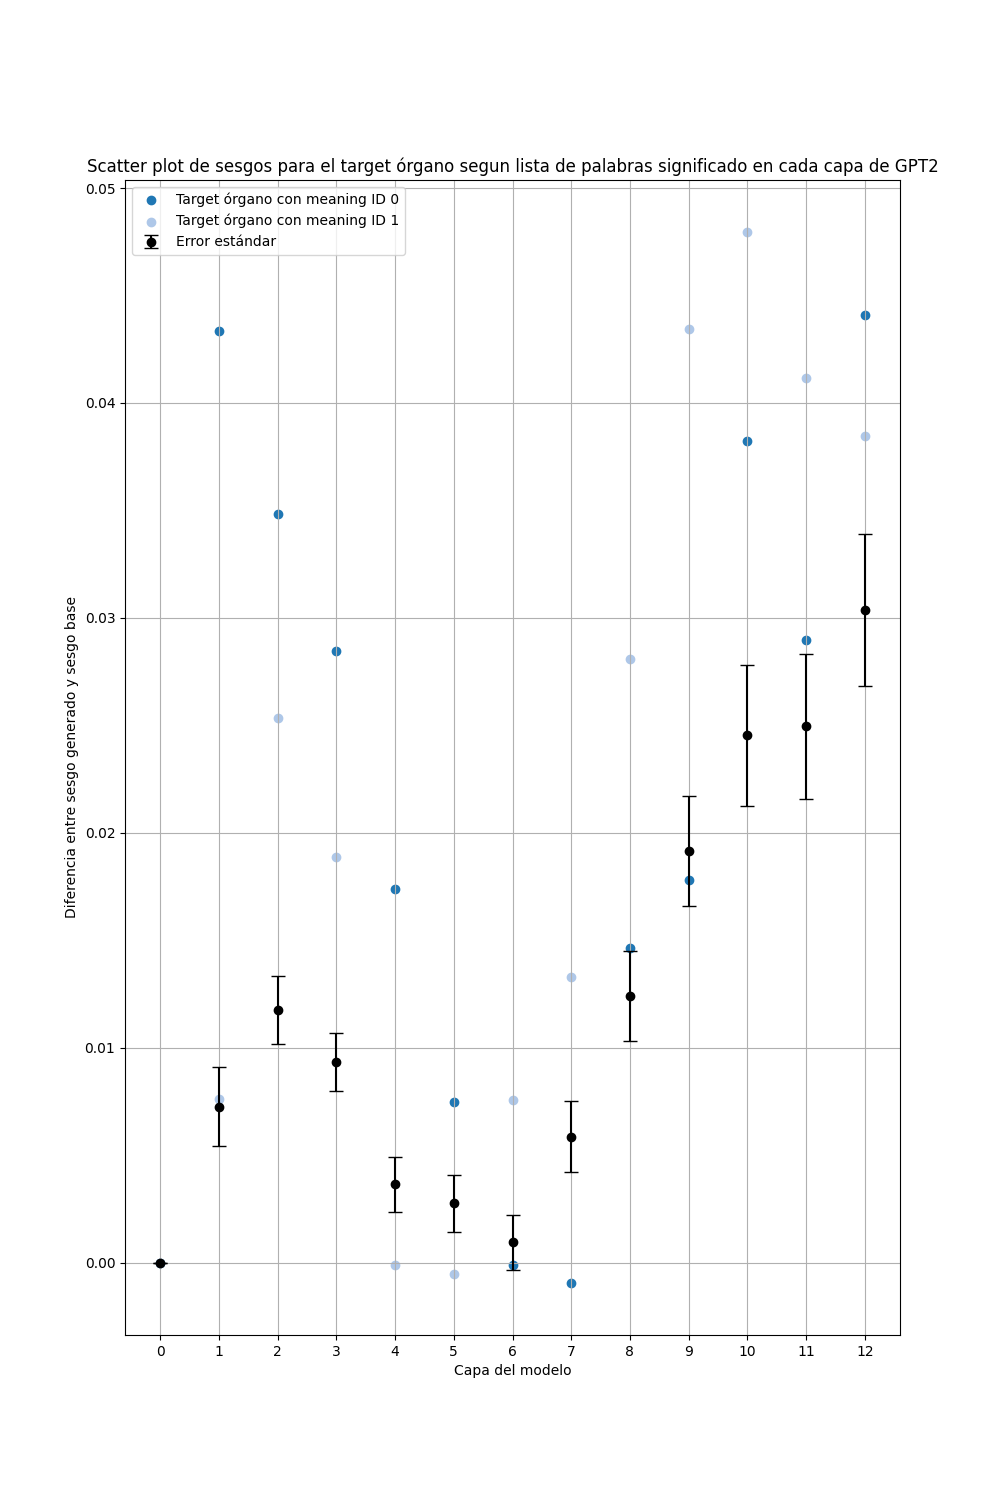 Scatter plot de sesgos para el target órgano segun lista de palabras significado en cada capa de GPT2
Target órgano con meaning ID 0
Target órgano con meaning ID 1
Error estándar
Diferencia entre sesgo generado y sesgo base
0.05
0.04
0.03
0.02
0.01
0.00
0 1 2 3 4 5 6 7 8 9 10 11 12
Capa del modelo